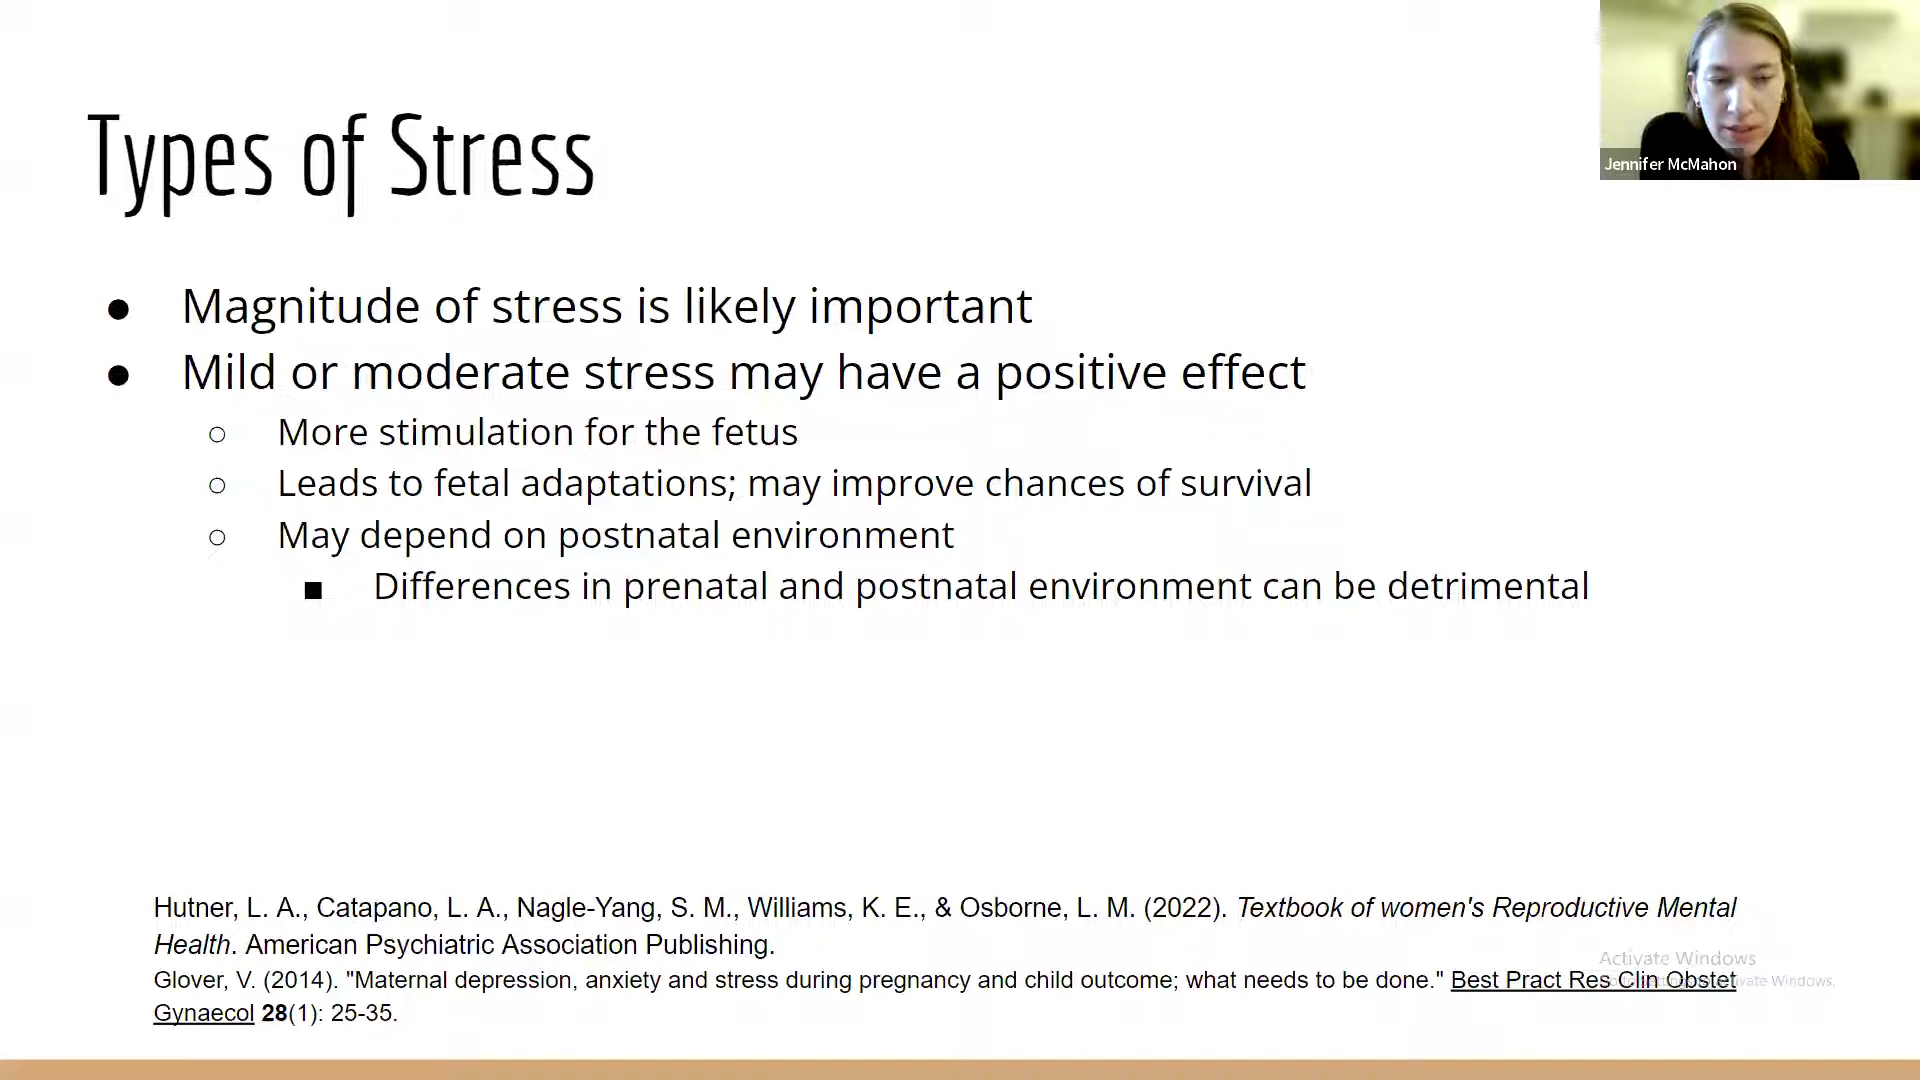 Types of Stress
Jennifer McMahon
● Magnitude of stress is likely important
● Mild or moderate stress may have a positive effect
○ More stimulation for the fetus
○ Leads to fetal adaptations; may improve chances of survival
○ May depend on postnatal environment
■ Differences in prenatal and postnatal environment can be detrimental
Hutner, L. A., Catapano, L. A., Nagle-Yang, S. M., Williams, K. E., & Osborne, L. M. (2022). Textbook of women's Reproductive Mental
Health. American Psychiatric Association Publishing.
Glover, V. (2014). "Maternal depression, anxiety and stress during pregnancy and child outcome; what needs to be done." Best Pract Res Clin Obstet
Gynaecol 28(1): 25-35.
Activate Windows
Windows.